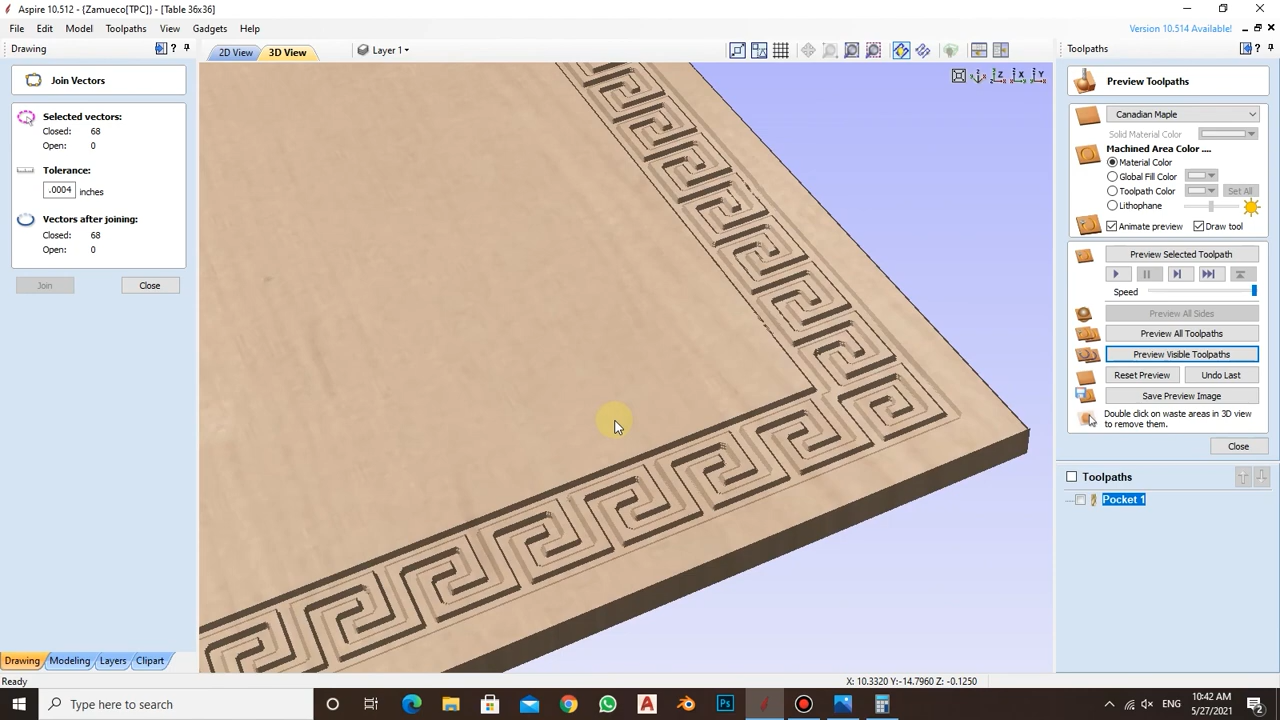 Aspire 10.512 - {Zamueco[TPC]} - [Table 36x36]
File Edit Model Toolpaths View Gadgets Help
Version 10.514 Available!
Drawing
2D View 3D View Layer 1
Toolpaths
Join Vectors
Selected vectors:
Closed: 68
Open: 0
Tolerance:
.0004 inches
Vectors after joining:
Closed: 68
Open: 0
Join Close
Preview Toolpaths
Canadian Maple
Solid Material Color
Machined Area Color ....
Material Color
Global Fill Color
Toolpath Color Set All
Lithophane
Animate preview Draw tool
Preview Selected Toolpath
Speed
Preview All Sides
Preview All Toolpaths
Preview Visible Toolpaths
Reset Preview Undo Last
Save Preview Image
Double click on waste areas in 3D view
to remove them.
Close
Toolpaths
Pocket 1
Drawing Modeling Layers Clipart
Ready
X: 10.3320 Y:-14.7960 Z: -0.1250
Type here to search
ENG
10:42 AM
5/27/2021
2